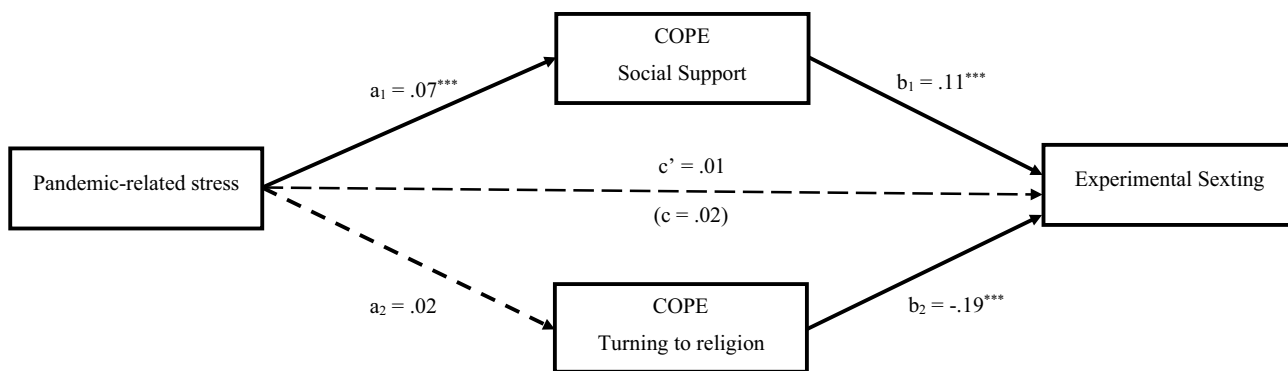 COPE
Social Support
a₁ = .07***
b₁ = .11***
Pandemic-related stress
c’ = .01
(c = .02)
Experimental Sexting
a₂ = .02
COPE
Turning to religion
b₂ = -.19***